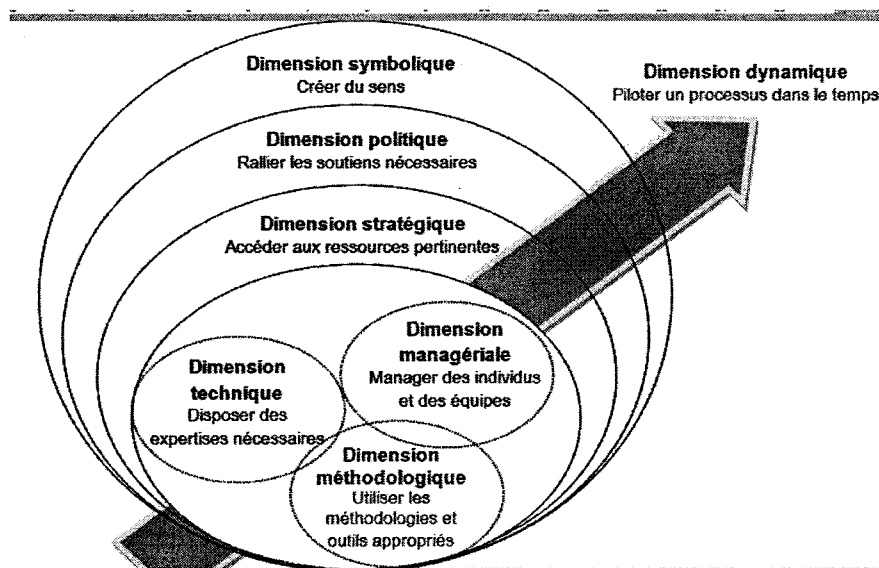 Dimension symbolique
Créer du sens
Dimension dynamique
Piloter un processus dans le temps
Dimension politique
Rallier les soutiens nécessaires
Dimension stratégique
Accéder aux ressources pertinentes
Dimension
managériale
Manager des individus
et des équipes
Dimension
technique
Disposer des
expertises nécessaires
Dimension
méthodologique
Utiliser les
méthodologies et
outils appropriés